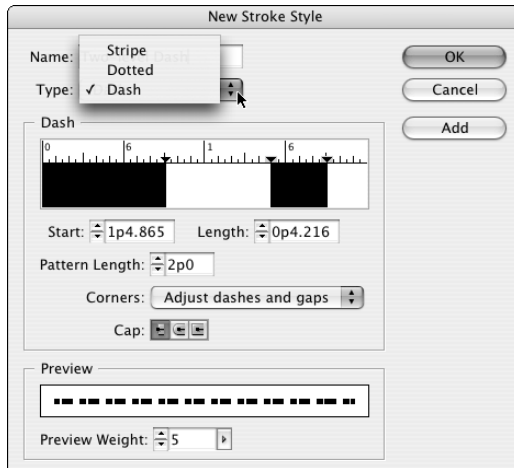 New Stroke Style
Name:
Stripe
Dotted
Type: ✓ Dash
OK
Cancel
Add
Dash
0 6 1 6
Start: 1p4.865 Length: 0p4.216
Pattern Length: 2p0
Corners: Adjust dashes and gaps
Cap:
Preview
Preview Weight: 5